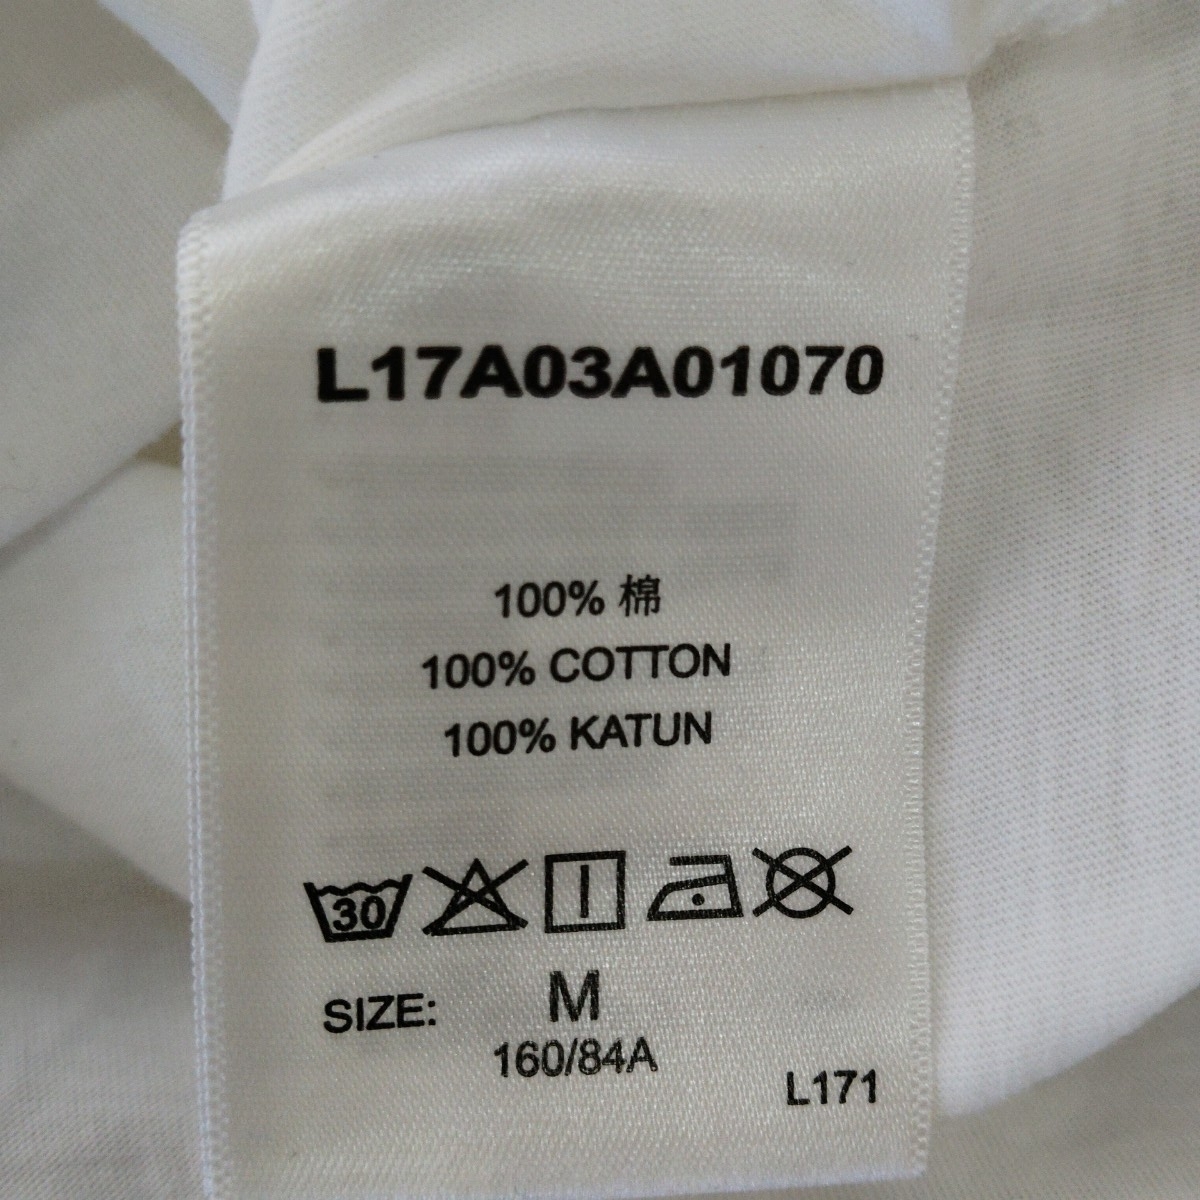 L17A03A01070
100% 棉
100% COTTON
100% KATUN
30
SIZE: M
160/84A
L171